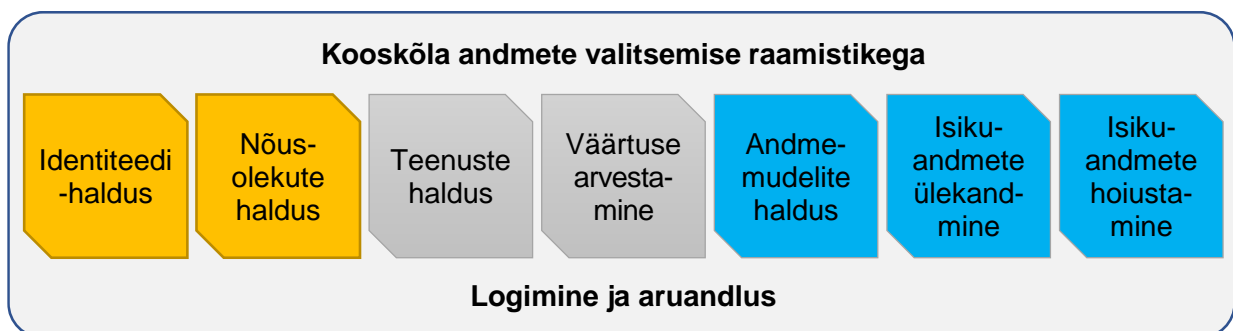 Kooskõla andmete valitsemise raamistikega
Identiteedi
-haldus
Nõus-
olekute
haldus
Teenuste
haldus
Väärtuse
arvesta-
mine
Andme-
mudelite
haldus
Isiku-
andmete
ülekand-
mine
Isiku-
andmete
hoiusta-
mine
Logimine ja aruandlus